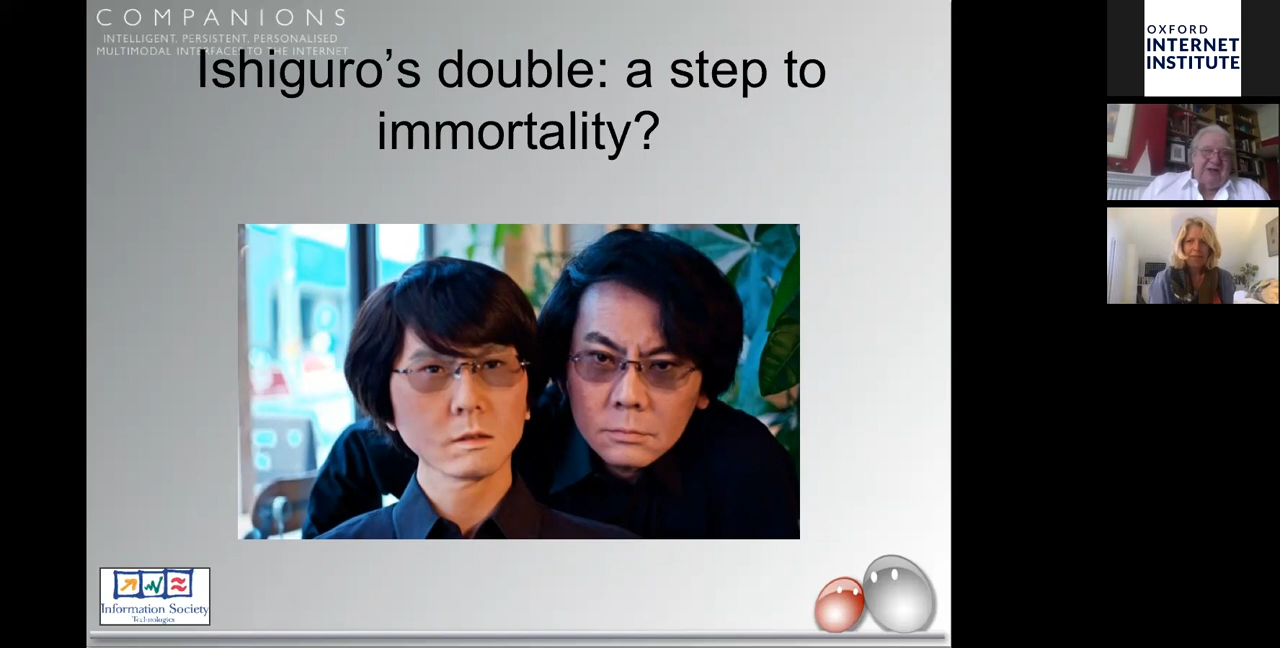 COMPANIONS
INTELLIGENT, PERSISTENT, PERSONALISED
MULTIMODAL INTERFACES TO THE INTERNET
Ishiguro’s double: a step to
immortality?
Information Society
Technologies
OXFORD
INTERNET
INSTITUTE